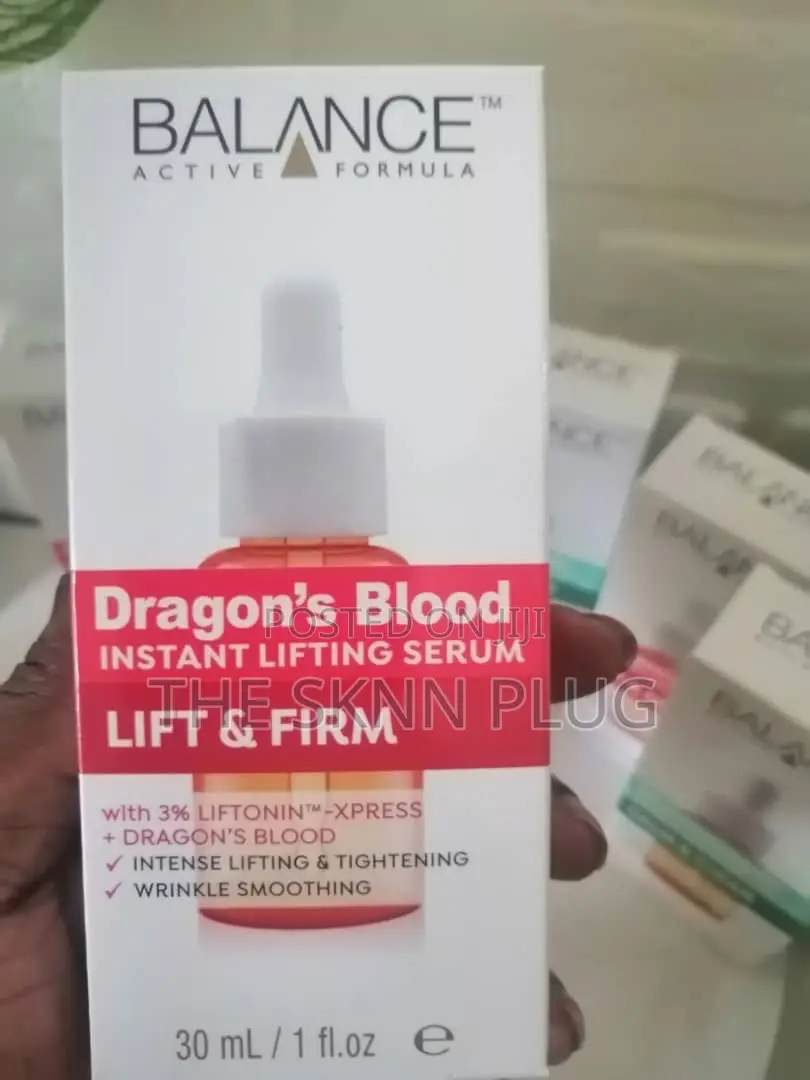 BALANCE™
ACTIVE FORMULA
Dragon's Blood
POSTED ON JIJI
INSTANT LIFTING SERUM
THE SKNN PLUG
LIFT & FIRM
with 3% LIFTONIN™-XPRESS
+ DRAGON'S BLOOD
✓ INTENSE LIFTING & TIGHTENING
✓ WRINKLE SMOOTHING
30 mL / 1 fl.oz ℮
BALANCE